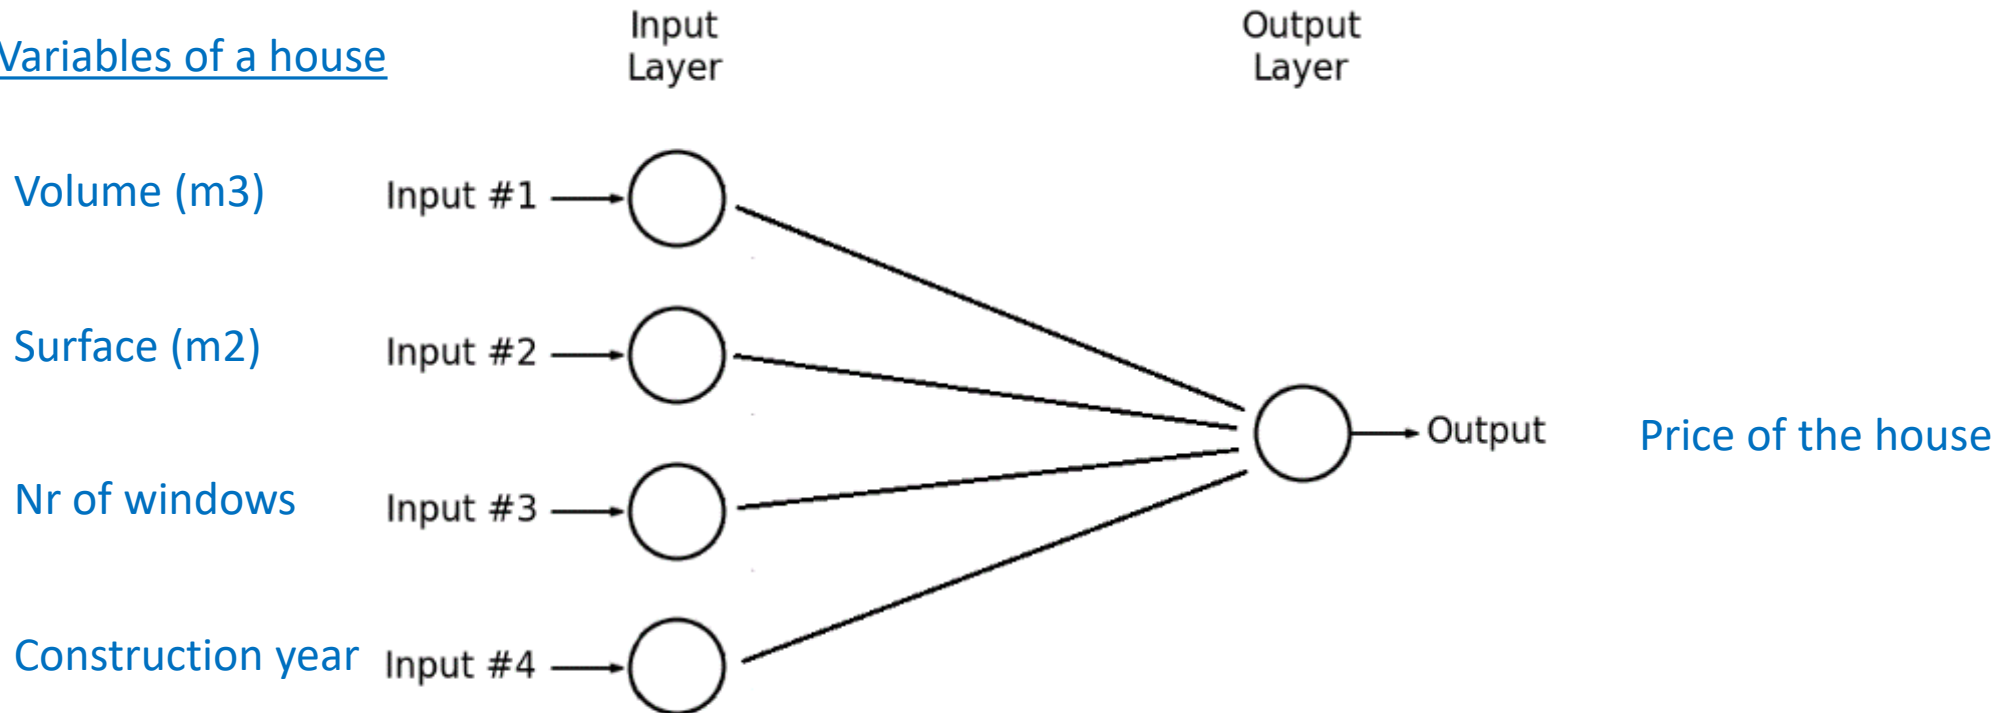 Variables of a house
Input
Layer
Output
Layer
Volume (m3)
Input #1
Surface (m2)
Input #2
Output
Price of the house
Nr of windows
Input #3
Construction year
Input #4